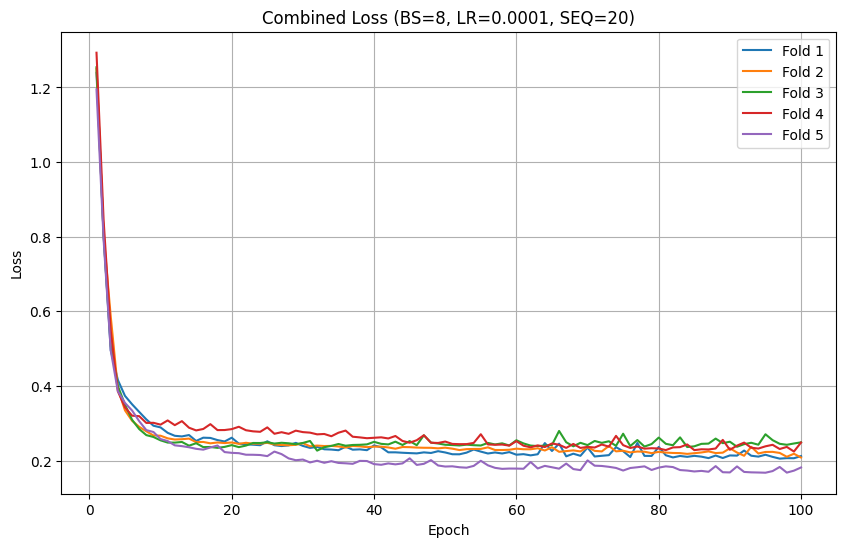 Combined Loss (BS=8, LR=0.0001, SEQ=20)
Fold 1
Fold 2
Fold 3
Fold 4
Fold 5
Loss
1.2
1.0
0.8
0.6
0.4
0.2
0
20
40
60
80
100
Epoch